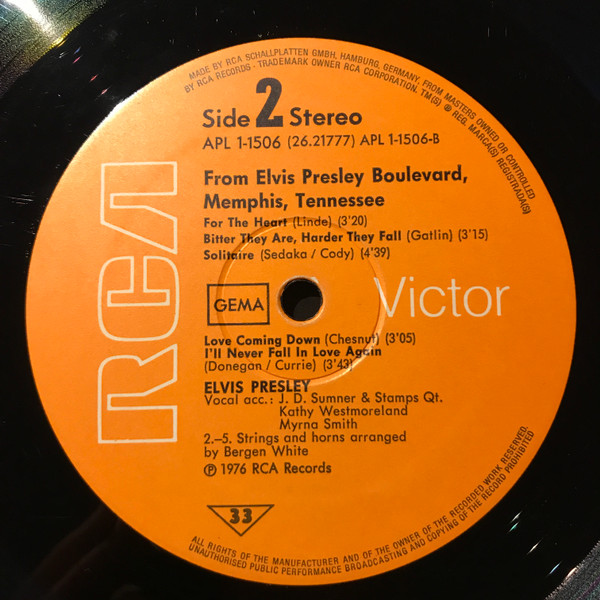 MADE BY RCA SCHALLPLATTEN GMBH, HAMBURG, GERMANY, FROM MASTERS OWNED OR CONTROLLED
BY RCA RECORDS - TRADEMARK OWNER RCA CORPORATION. TM(S) ® REG. MARCA(S) REGISTRADA(S)
Side 2 Stereo
APL 1-1506 (26.21777) APL 1-1506-B
From Elvis Presley Boulevard,
Memphis, Tennessee
For The Heart (Linde) (3'20)
Bitter They Are, Harder They Fall (Gatlin) (3'15)
Solitaire (Sedaka / Cody) (4'39)
RCA
GEMA
Victor
Love Coming Down (Chesnut) (3'05)
I'll Never Fall In Love Again
(Donegan / Currie) (3'43)
ELVIS PRESLEY
Vocal acc.: J. D. Sumner & Stamps Qt.
Kathy Westmoreland
Myrna Smith
2.–5. Strings and horns arranged
by Bergen White
℗ 1976 RCA Records
33
ALL RIGHTS OF THE MANUFACTURER AND OF THE OWNER OF THE RECORDED WORK RESERVED.
UNAUTHORISED PUBLIC PERFORMANCE BROADCASTING AND COPYING OF THE RECORD PROHIBITED